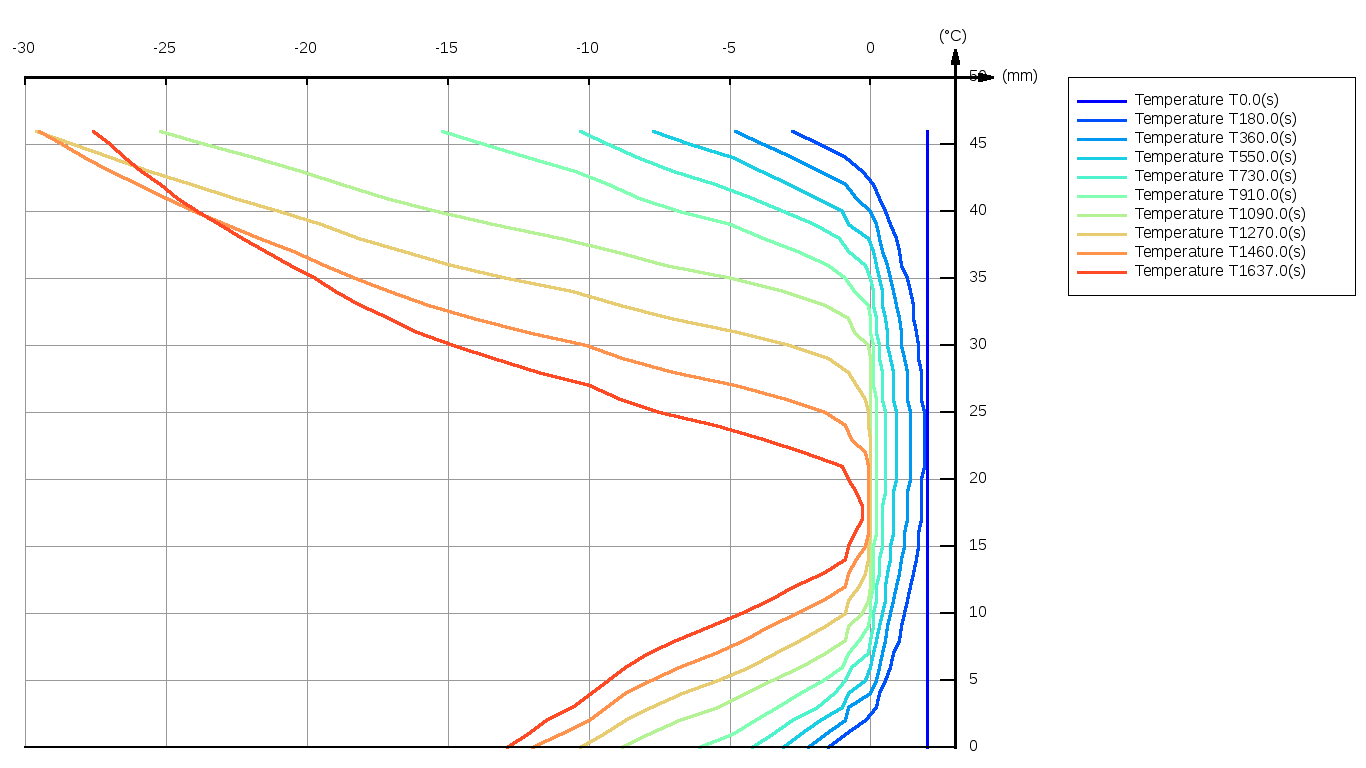 (°C)
-30 -25 -20 -15 -10 -5 0
50 (mm)
45
40
35
30
25
20
15
10
5
0
Temperature T0.0(s)
Temperature T180.0(s)
Temperature T360.0(s)
Temperature T550.0(s)
Temperature T730.0(s)
Temperature T910.0(s)
Temperature T1090.0(s)
Temperature T1270.0(s)
Temperature T1460.0(s)
Temperature T1637.0(s)